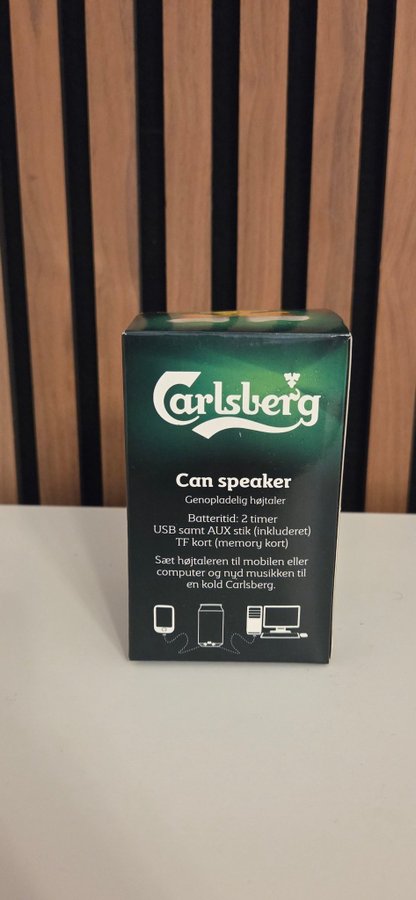 Carlsberg
Can speaker
Genopladelig højtaler
Batteritid: 2 timer
USB samt AUX stik (inkluderet)
TF kort (memory kort)
Sæt højtaleren til mobilen eller
computer og nyd musikken til
en kold Carlsberg.